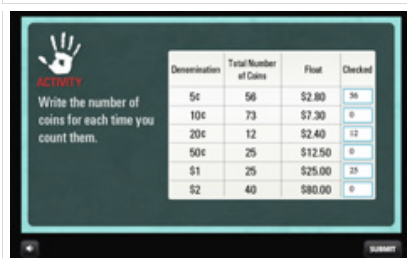 ACTIVITY
Write the number of
coins for each time you
count them.
Denomination Total Number of Coins Float Checked
5¢ 56 $2.80 56
10¢ 73 $7.30 0
20¢ 12 $2.40 12
50¢ 25 $12.50 0
$1 25 $25.00 25
$2 40 $80.00 0
SUBMIT